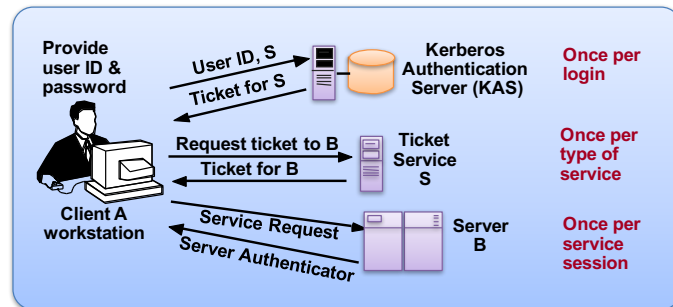 Provide
user ID &
password
User ID, S
Ticket for S
Kerberos
Authentication
Server (KAS)
Once per
login
Request ticket to B
Ticket for B
Ticket
Service
S
Once per
type of
service
Client A
workstation
Service Request
Server Authenticator
Server
B
Once per
service
session